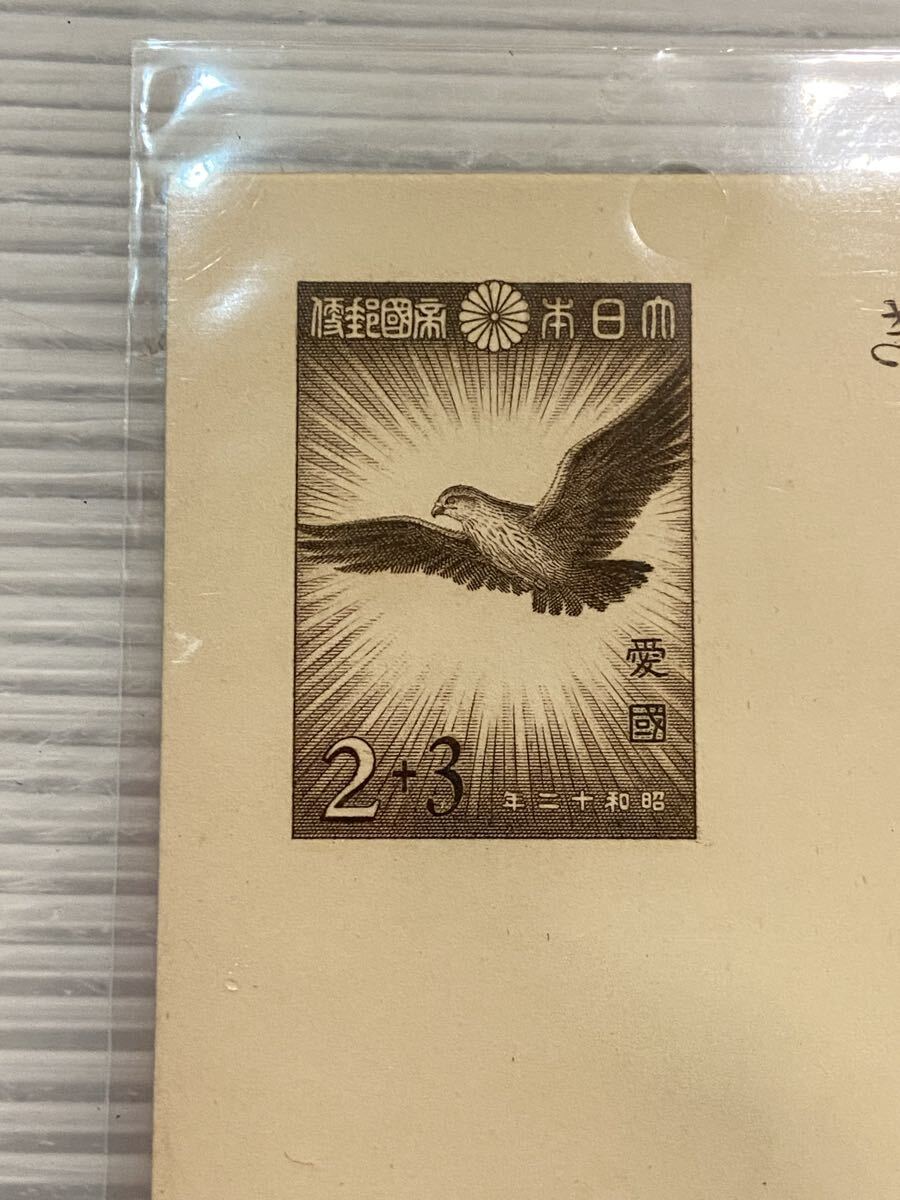 大日本帝國郵便
愛國
2+3
昭和十二年